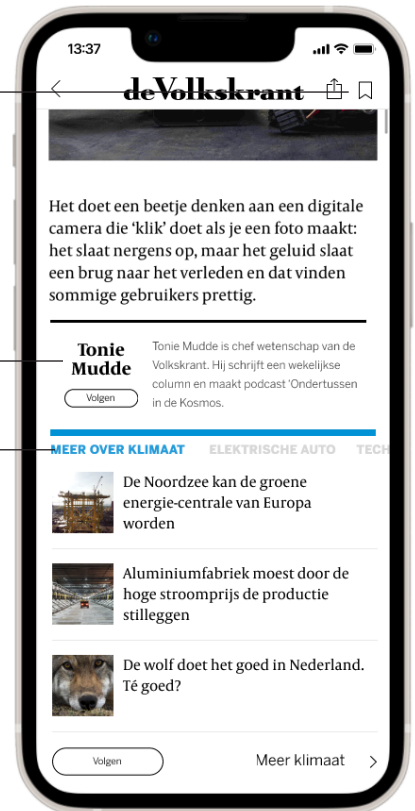 13:37
de Volkskrant
Het doet een beetje denken aan een digitale
camera die ‘klik’ doet als je een foto maakt:
het slaat nergens op, maar het geluid slaat
een brug naar het verleden en dat vinden
sommige gebruikers prettig.
Tonie
Mudde
Volgen
Tonie Mudde is chef wetenschap van de
Volkskrant. Hij schrijft een wekelijkse
column en maakt podcast ‘Ondertussen
in de Kosmos.
MEER OVER KLIMAAT ELEKTRISCHE AUTO TECH
De Noordzee kan de groene
energie-centrale van Europa
worden
Aluminiumfabriek moest door de
hoge stroomprijs de productie
stilleggen
De wolf doet het goed in Nederland.
Té goed?
Volgen Meer klimaat